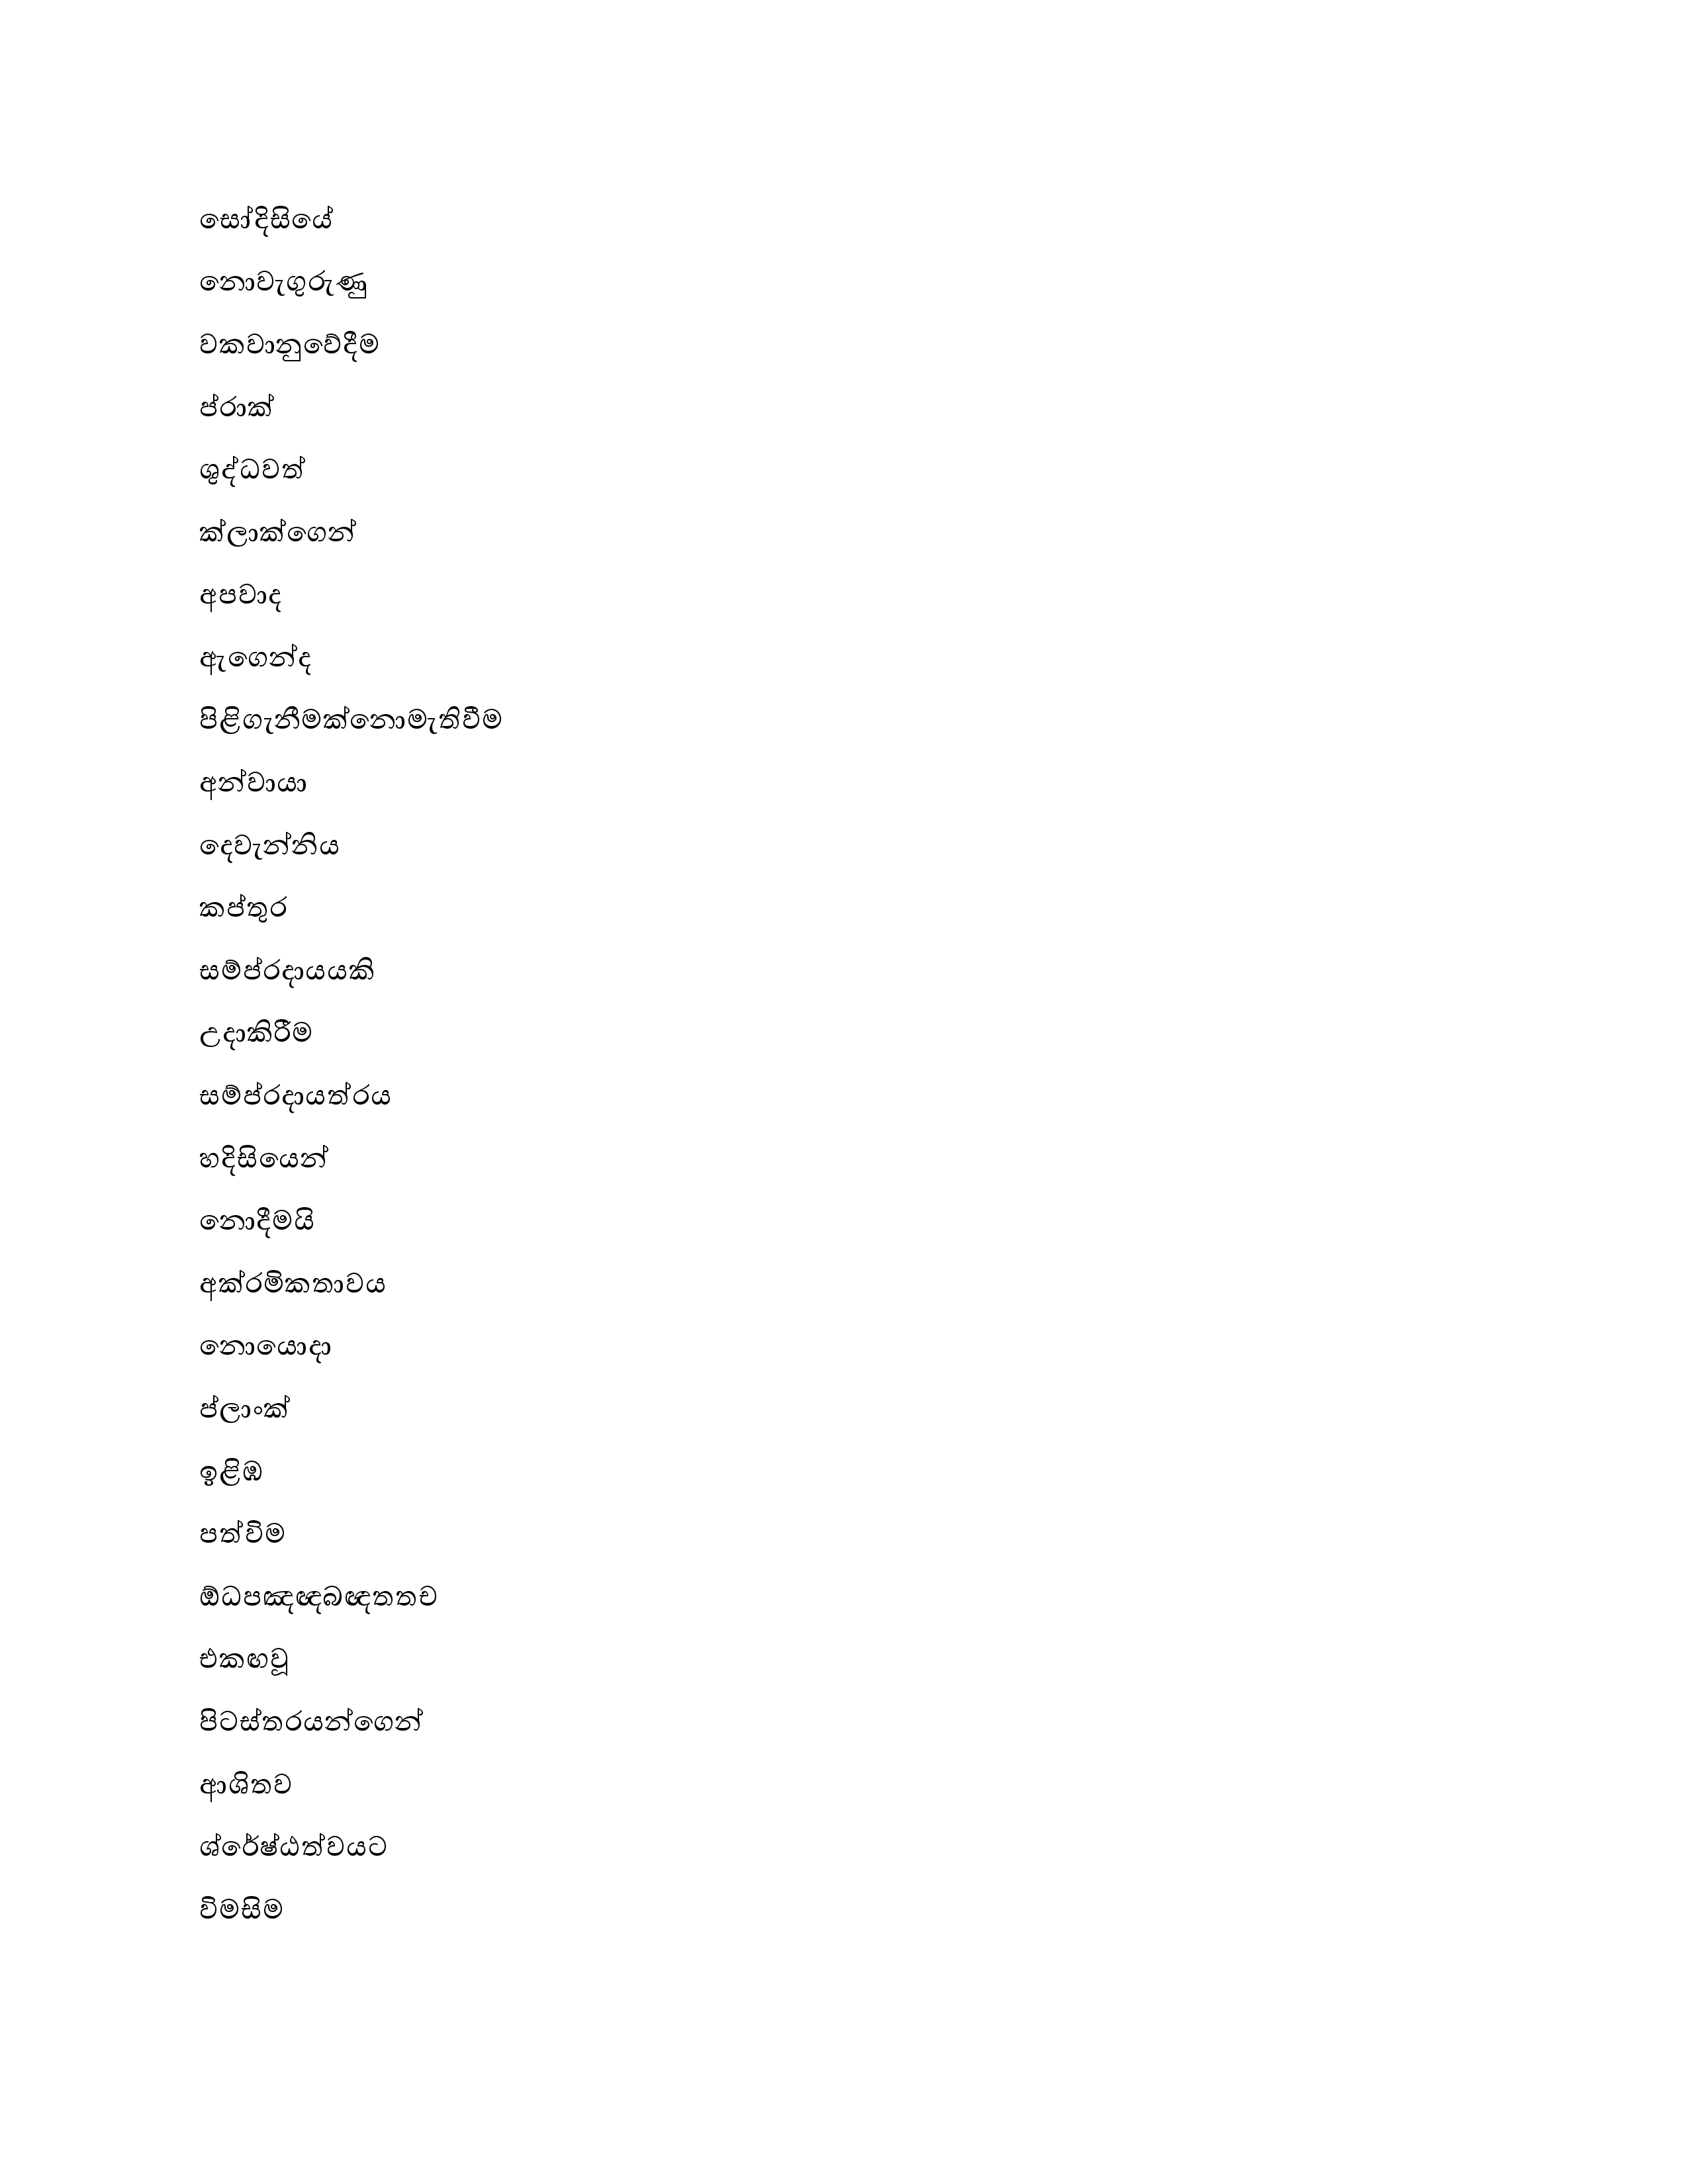 සෝදිසියේ
නොවැගුරුණු
වකවානුවේදීම
ප්රාක්
ශුද්ධවත්
ක්ලාක්ගෙන්
අපවාද
ඇගෙන්ද
පිළිගැනීමක්නොමැතිවීම
අන්වායා
දෙවැන්නිය
කප්තුර
සම්ප්රදායයකි
උදාකිරීම
සම්ප්රදායත්රය
හදිසියෙන්
නොදීමයි
අක්රමිකතාවය
නොයොදා
ප්ලාංක්
ඉළිඹ
පත්විම
ඕධපඤඥබඥතතච
එකඟවූ
පිටස්තරයන්ගෙන්
ආශිතව
ශ්රේෂ්ඨත්වයට
විමසිම